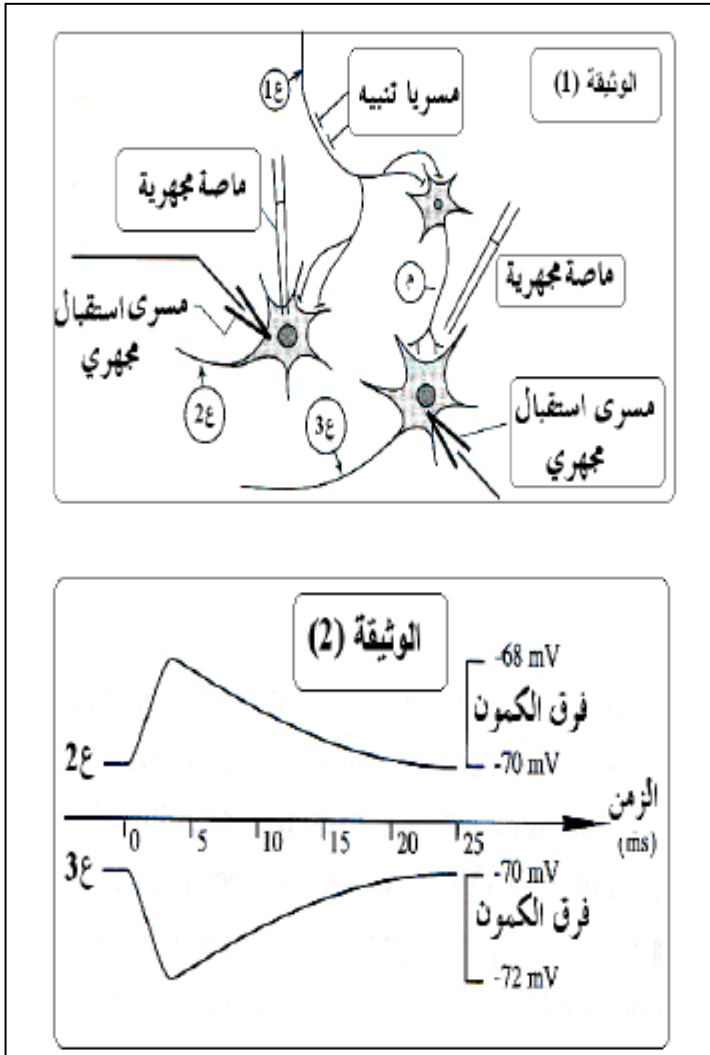 الوثيقة (1)
مسريا تنبيه
ع1
ماصة مجهرية
ماصة مجهرية
م
مسرى استقبال
مجهري
ع2
ع3
مسرى استقبال
مجهري
الوثيقة (2)
-68 mV
فرق الكمون
-70 mV
ع2
الزمن
(ms)
0 5 10 15 20 25
ع3
-70 mV
فرق الكمون
-72 mV